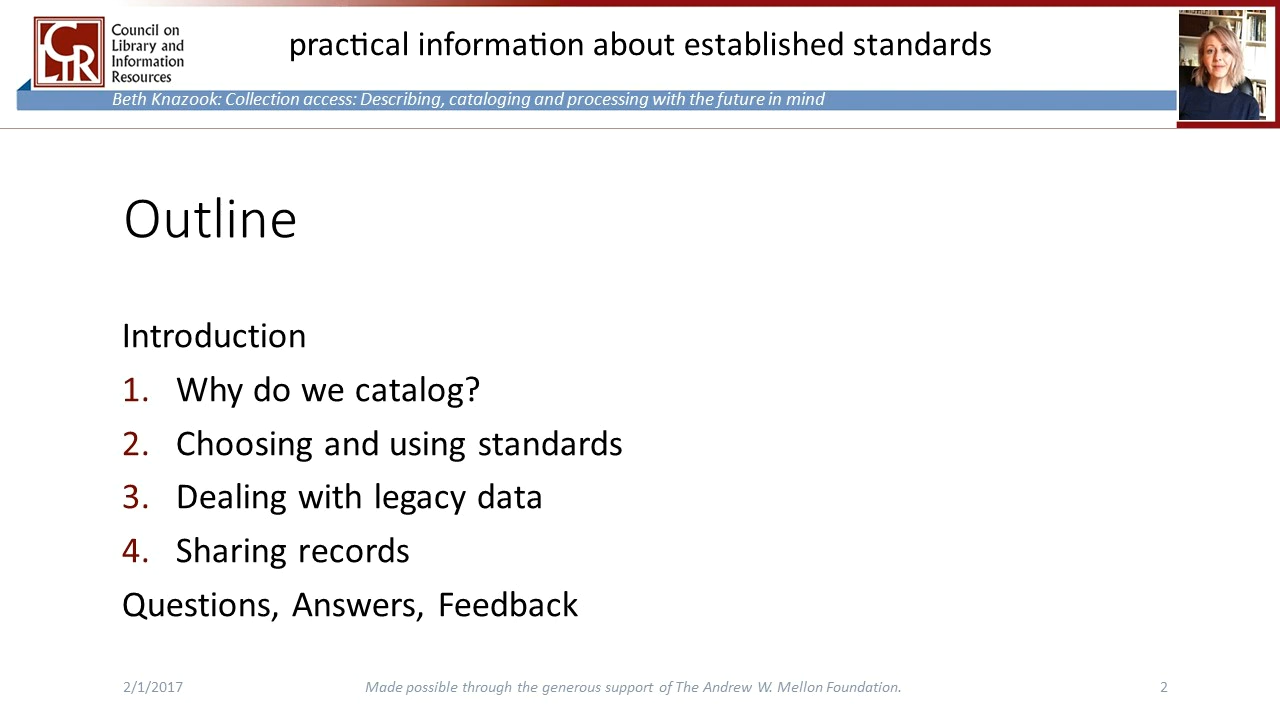 CLIR
Council on
Library and
Information
Resources
practical information about established standards
Beth Knazook: Collection access: Describing, cataloging and processing with the future in mind
Outline
Introduction
1. Why do we catalog?
2. Choosing and using standards
3. Dealing with legacy data
4. Sharing records
Questions, Answers, Feedback
2/1/2017
Made possible through the generous support of The Andrew W. Mellon Foundation.
2